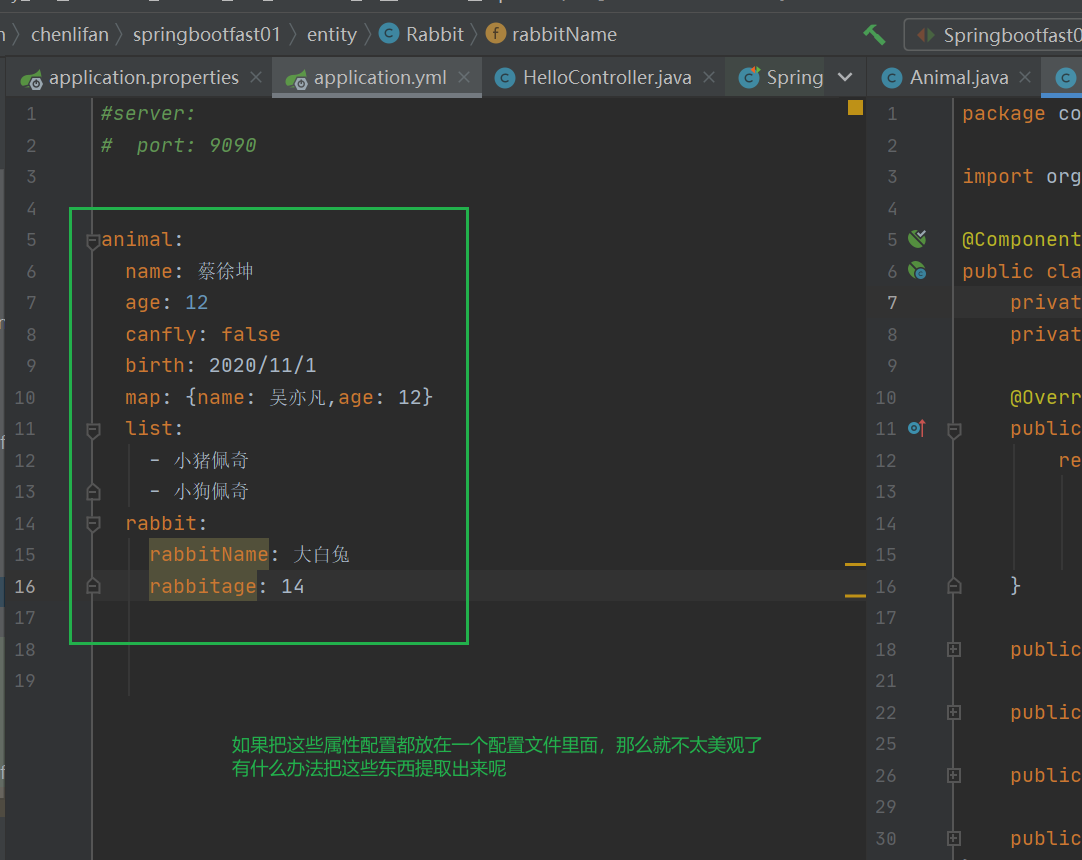 chenlifan springbootfast01 entity Rabbit rabbitName Springbootfast0
application.properties application.yml HelloController.java Spring Animal.java
1 #server:
2 #  port: 9090
3
4
5 animal:
6   name: 蔡徐坤
7   age: 12
8   canfly: false
9   birth: 2020/11/1
10   map: {name: 吴亦凡,age: 12}
11   list:
12     - 小猪佩奇
13     - 小狗佩奇
14   rabbit:
15     rabbitName: 大白兔
16     rabbitage: 14
17
18
19
如果把这些属性配置都放在一个配置文件里面，那么就不太美观了
有什么办法把这些东西提取出来呢
1 package co
2
3 import org
4
5 @Component
6 public cla
7     privat
8     privat
9
10     @Overr
11     public
12         re
13
14
15
16     }
17
18     public
21
22     public
25
26     public
29
30     public